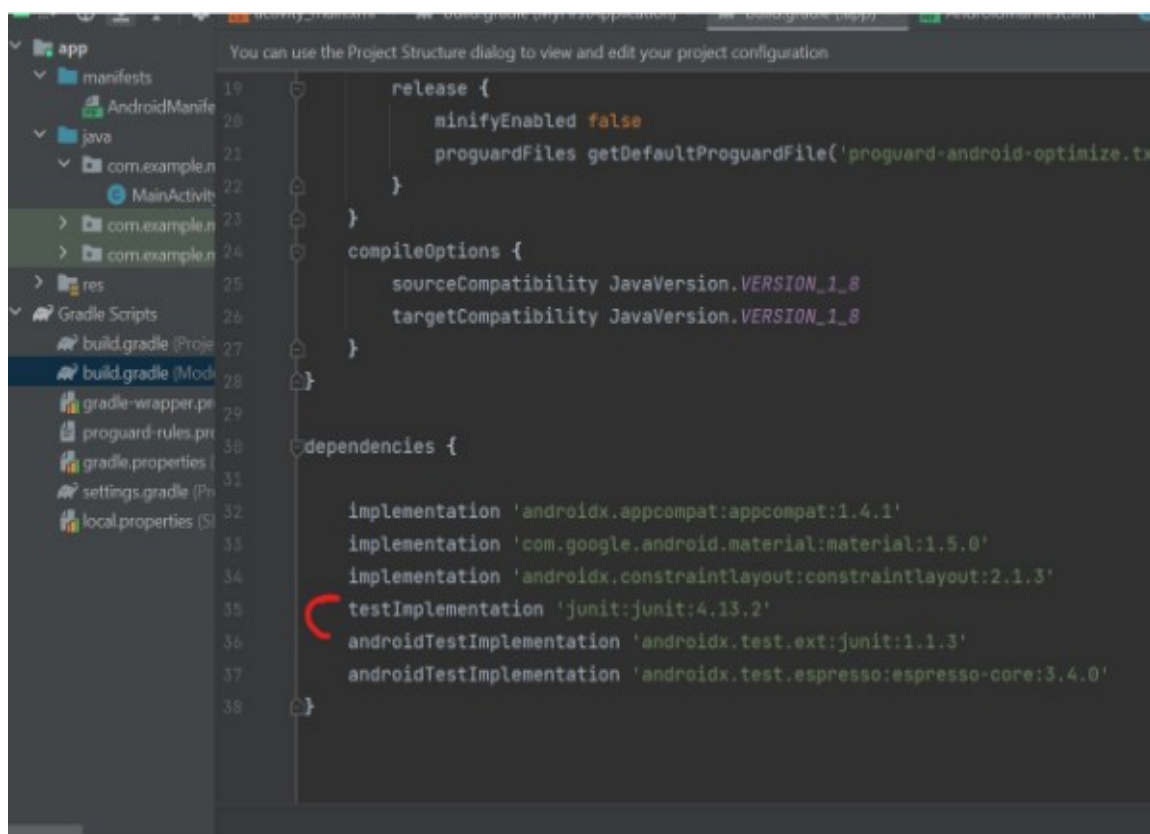 You can use the Project Structure dialog to view and edit your project configuration
app
manifests
AndroidManife
java
com.example.n
MainActivit
com.example.n
com.example.n
res
Gradle Scripts
build.gradle (Proje
build.gradle (Mod
gradle-wrapper.pr
proguard-rules.pro
gradle.properties (
settings.gradle (Pr
local.properties (S
19 release {
20 minifyEnabled false
21 proguardFiles getDefaultProguardFile('proguard-android-optimize.tx
22 }
23 }
24 compileOptions {
25 sourceCompatibility JavaVersion.VERSION_1_8
26 targetCompatibility JavaVersion.VERSION_1_8
27 }
28 }
29
30 dependencies {
31
32 implementation 'androidx.appcompat:appcompat:1.4.1'
33 implementation 'com.google.android.material:material:1.5.0'
34 implementation 'androidx.constraintlayout:constraintlayout:2.1.3'
35 testImplementation 'junit:junit:4.13.2'
36 androidTestImplementation 'androidx.test.ext:junit:1.1.3'
37 androidTestImplementation 'androidx.test.espresso:espresso-core:3.4.0'
38 }